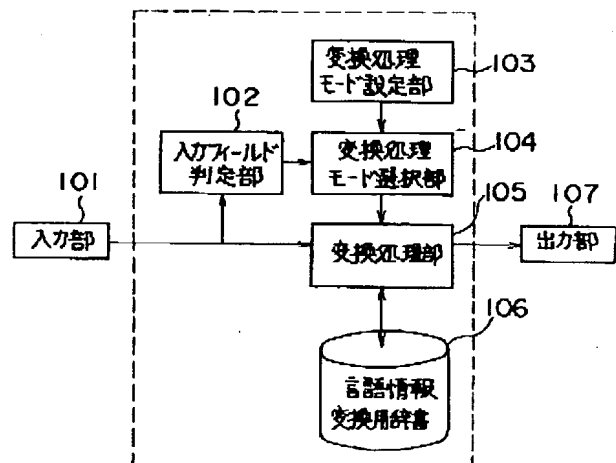 変換処理
モード設定部
103
102
入力フィールド
判定部
変換処理
モード選択部
104
101
入力部
変換処理部
105
107
出力部
106
言語情報
変換用辞書